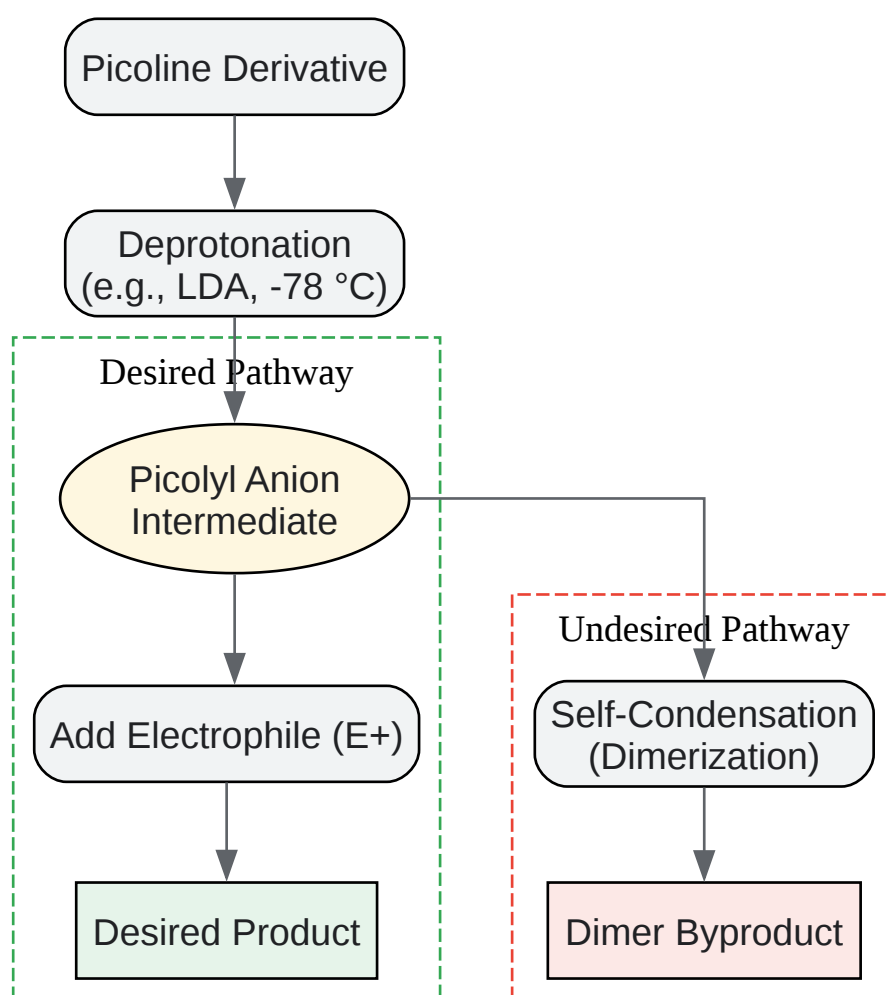 Picoline Derivative
Deprotonation
(e.g., LDA, -78 °C)
Desired Pathway
Picolyl Anion
Intermediate
Undesired Pathway
Add Electrophile (E+)
Self-Condensation
(Dimerization)
Desired Product
Dimer Byproduct